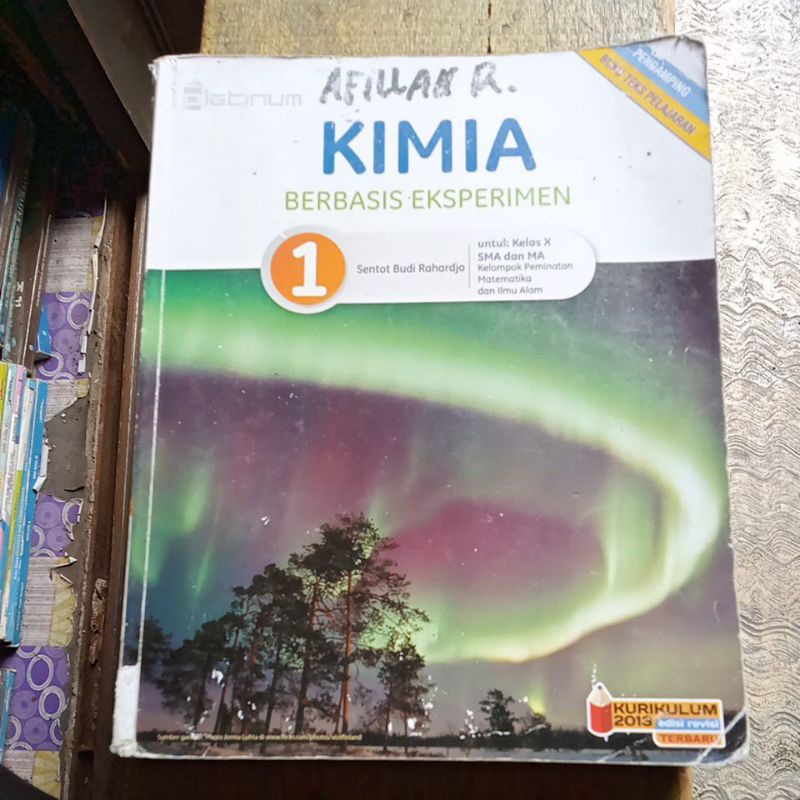 Platinum
AFILLAN R.
PENDAMPING
BUKU TEKS PELAJARAN
KIMIA
BERBASIS EKSPERIMEN
1
Sentot Budi Rahardjo
untuk Kelas X
SMA dan MA
Kelompok Peminatan
Matematika
dan Ilmu Alam
KURIKULUM
2013 edisi revisi
TERBARU